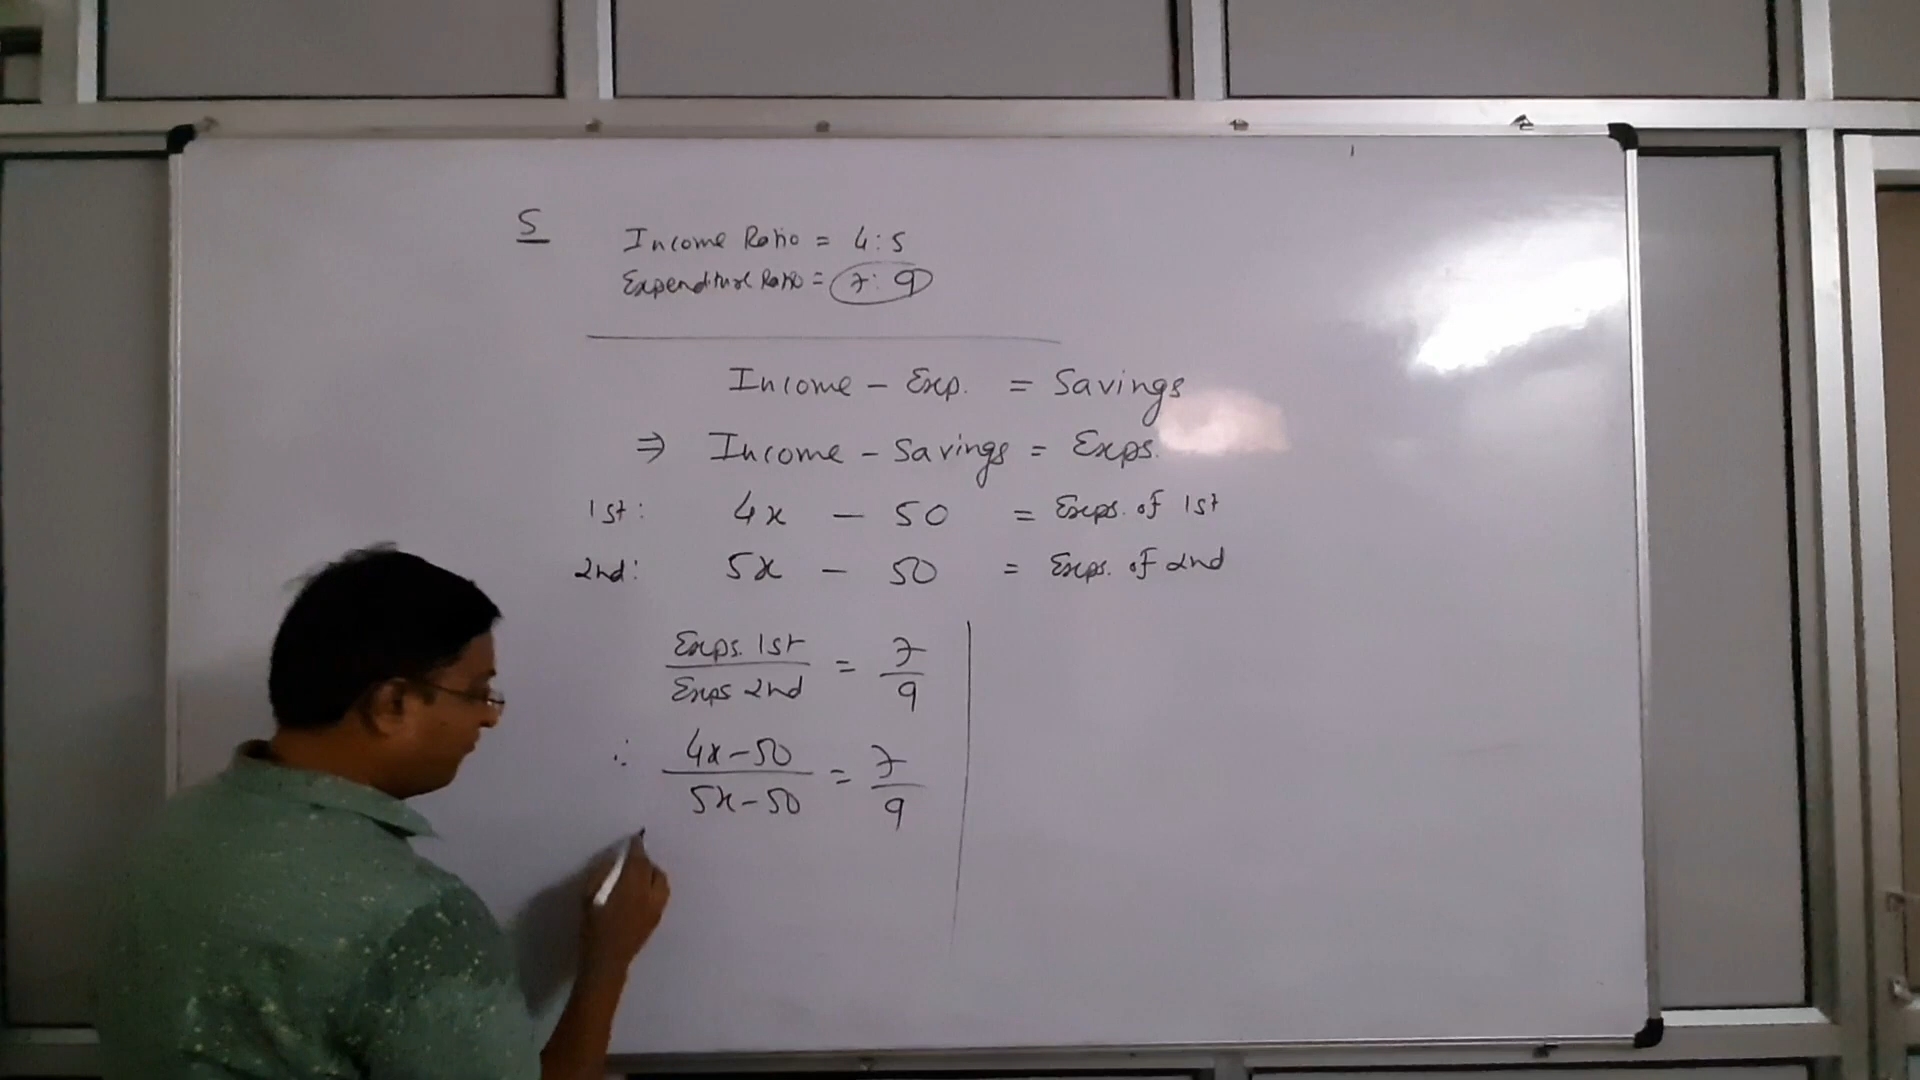 5
Income Ratio = 4:5
Expenditure Ratio = 7:9
Income - Exp. = Savings
⇒ Income - Savings = Exps.
1st: 4x - 50 = Exps. of 1st
2nd: 5x - 50 = Exps. of 2nd
Exps. 1st / Exps 2nd = 7/9
∴ 4x-50 / 5x-50 = 7/9